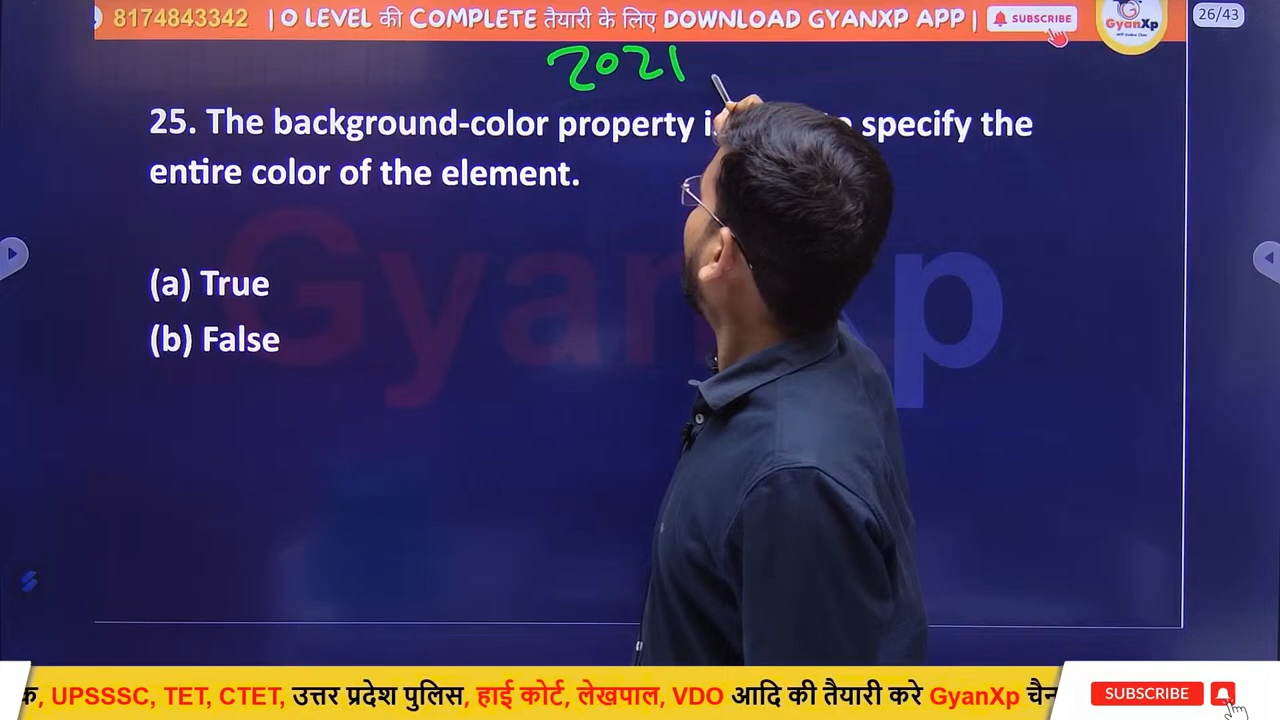 8174843342 | O LEVEL की COMPLETE तैयारी के लिए DOWNLOAD GYANXP APP |
SUBSCRIBE
GyanXp
26/43
2021
25. The background-color property specify the
entire color of the element.
(a) True
(b) False
GyanXp
UPSSSC, TET, CTET, उत्तर प्रदेश पुलिस, हाई कोर्ट, लेखपाल, VDO आदि की तैयारी करे GyanXp
SUBSCRIBE